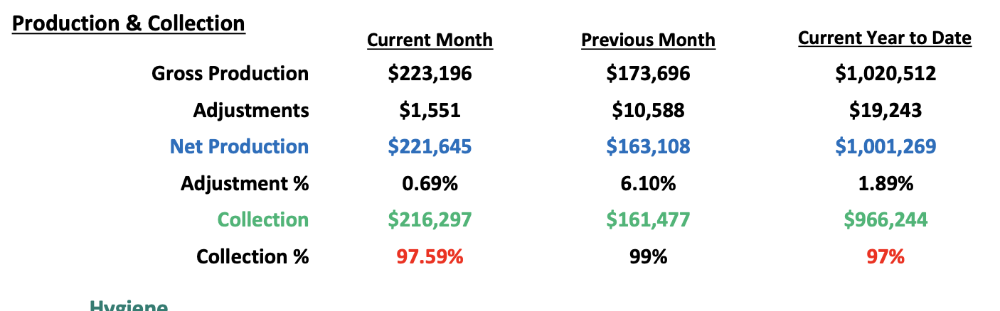 Production & Collection
Current Month Previous Month Current Year to Date
Gross Production $223,196 $173,696 $1,020,512
Adjustments $1,551 $10,588 $19,243
Net Production $221,645 $163,108 $1,001,269
Adjustment % 0.69% 6.10% 1.89%
Collection $216,297 $161,477 $966,244
Collection % 97.59% 99% 97%
Hygiene